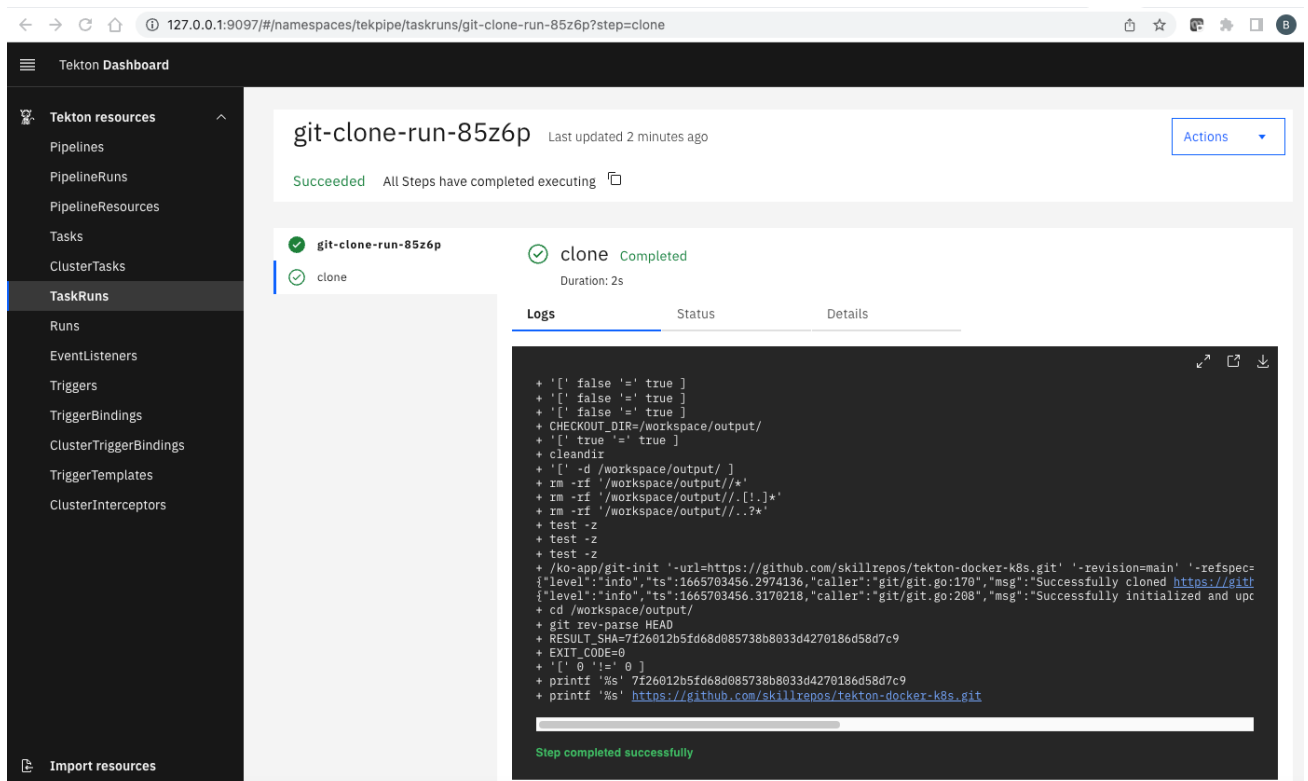 127.0.0.1:9097/#/namespaces/tekpipe/taskruns/git-clone-run-85z6p?step=clone
B
Tekton Dashboard
Tekton resources
Pipelines
PipelineRuns
PipelineResources
Tasks
ClusterTasks
TaskRuns
Runs
EventListeners
Triggers
TriggerBindings
ClusterTriggerBindings
TriggerTemplates
ClusterInterceptors
Import resources
git-clone-run-85z6p Last updated 2 minutes ago
Actions
Succeeded All Steps have completed executing
git-clone-run-85z6p
clone
clone Completed
Duration: 2s
Logs Status Details
+ '[' false '=' true ]
+ '[' false '=' true ]
+ '[' false '=' true ]
+ CHECKOUT_DIR=/workspace/output/
+ '[' true '=' true ]
+ cleandir
+ '[' -d /workspace/output/ ]
+ rm -rf '/workspace/output//*'
+ rm -rf '/workspace/output//.[!.]*'
+ rm -rf '/workspace/output//..?*'
+ test -z
+ test -z
+ test -z
+ /ko-app/git-init '-url=https://github.com/skillrepos/tekton-docker-k8s.git' '-revision=main' '-refspec=
{"level":"info","ts":1665703456.2974136,"caller":"git/git.go:170","msg":"Successfully cloned https://gith
{"level":"info","ts":1665703456.3170218,"caller":"git/git.go:208","msg":"Successfully initialized and upd
+ cd /workspace/output/
+ git rev-parse HEAD
+ RESULT_SHA=7f26012b5fd68d085738b8033d4270186d58d7c9
+ EXIT_CODE=0
+ '[' 0 '!=' 0 ]
+ printf '%s' 7f26012b5fd68d085738b8033d4270186d58d7c9
+ printf '%s' https://github.com/skillrepos/tekton-docker-k8s.git
Step completed successfully